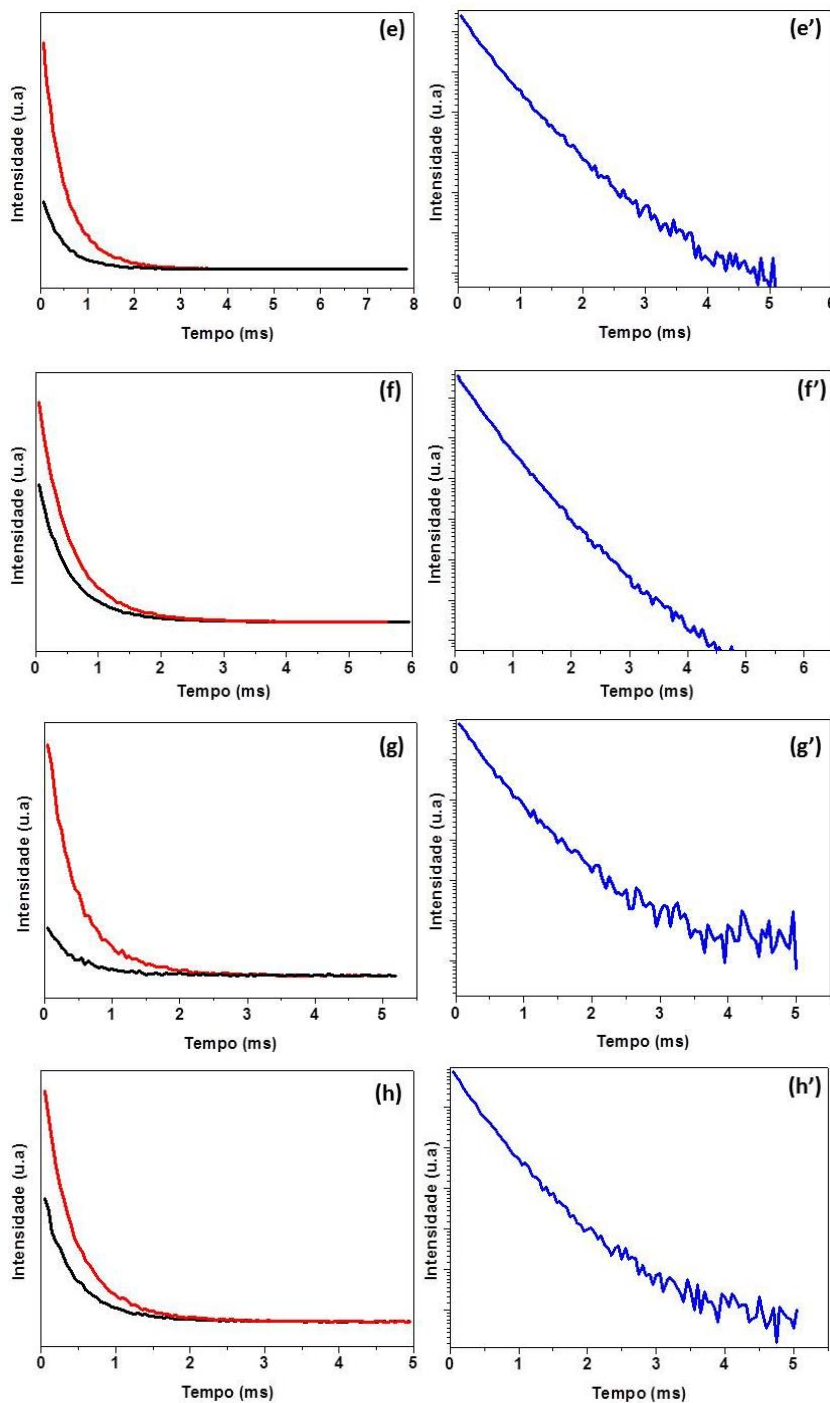 (e)
Intensidade (u.a)
0 1 2 3 4 5 6 7 8
Tempo (ms)
(e')
Intensidade (u.a)
0 1 2 3 4 5 6
Tempo (ms)
(f)
Intensidade (u.a)
0 1 2 3 4 5 6
Tempo (ms)
(f')
Intensidade (u.a)
0 1 2 3 4 5 6
Tempo (ms)
(g)
Intensidade (u.a)
0 1 2 3 4 5
Tempo (ms)
(g')
Intensidade (u.a)
0 1 2 3 4 5
Tempo (ms)
(h)
Intensidade (u.a)
0 1 2 3 4 5
Tempo (ms)
(h')
Intensidade (u.a)
0 1 2 3 4 5
Tempo (ms)